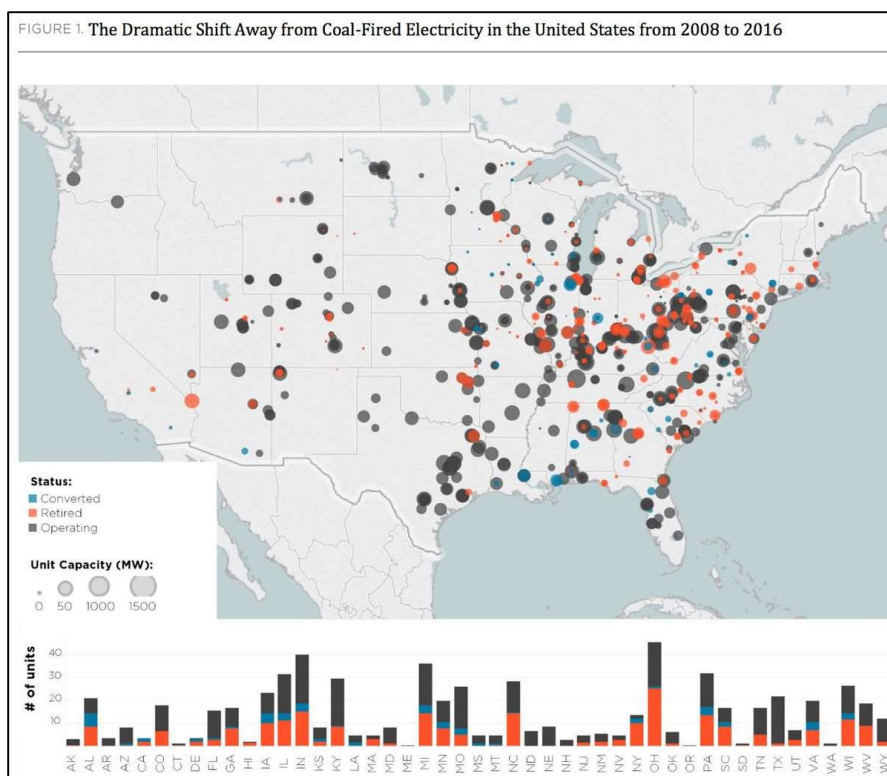 FIGURE 1. The Dramatic Shift Away from Coal-Fired Electricity in the United States from 2008 to 2016
Status:
Converted
Retired
Operating
Unit Capacity (MW):
0 50 1000 1500
# of units
40
30
20
10
AK AL AR AZ CA CO CT DE FL GA HI IA IL IN KS KY LA MA MD ME MI MN MO MS MT NC ND NE NH NJ NM NV NY OH OK OR PA SC SD TN TX UT VA WA WI WV WY